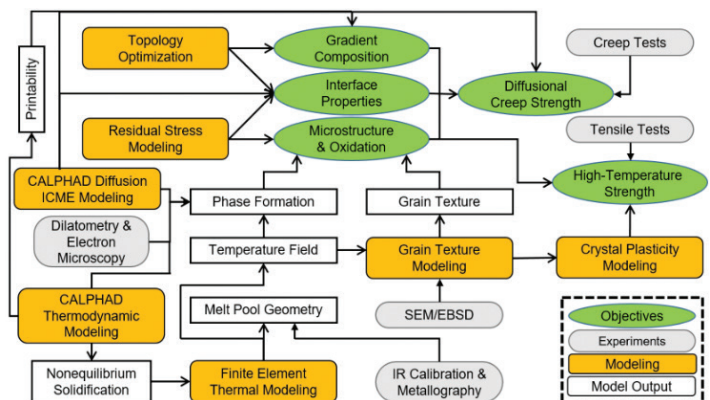 Topology
Optimization
Gradient
Composition
Creep Tests
Printability
Interface
Properties
Diffusional
Creep Strength
Residual Stress
Modeling
Microstructure
& Oxidation
Tensile Tests
CALPHAD Diffusion
ICME Modeling
Phase Formation
Grain Texture
High-Temperature
Strength
Dilatometry &
Electron
Microscopy
Temperature Field
Grain Texture
Modeling
Crystal Plasticity
Modeling
CALPHAD
Thermodynamic
Modeling
Melt Pool Geometry
SEM/EBSD
Nonequilibrium
Solidification
Finite Element
Thermal Modeling
IR Calibration &
Metallography
Objectives
Experiments
Modeling
Model Output